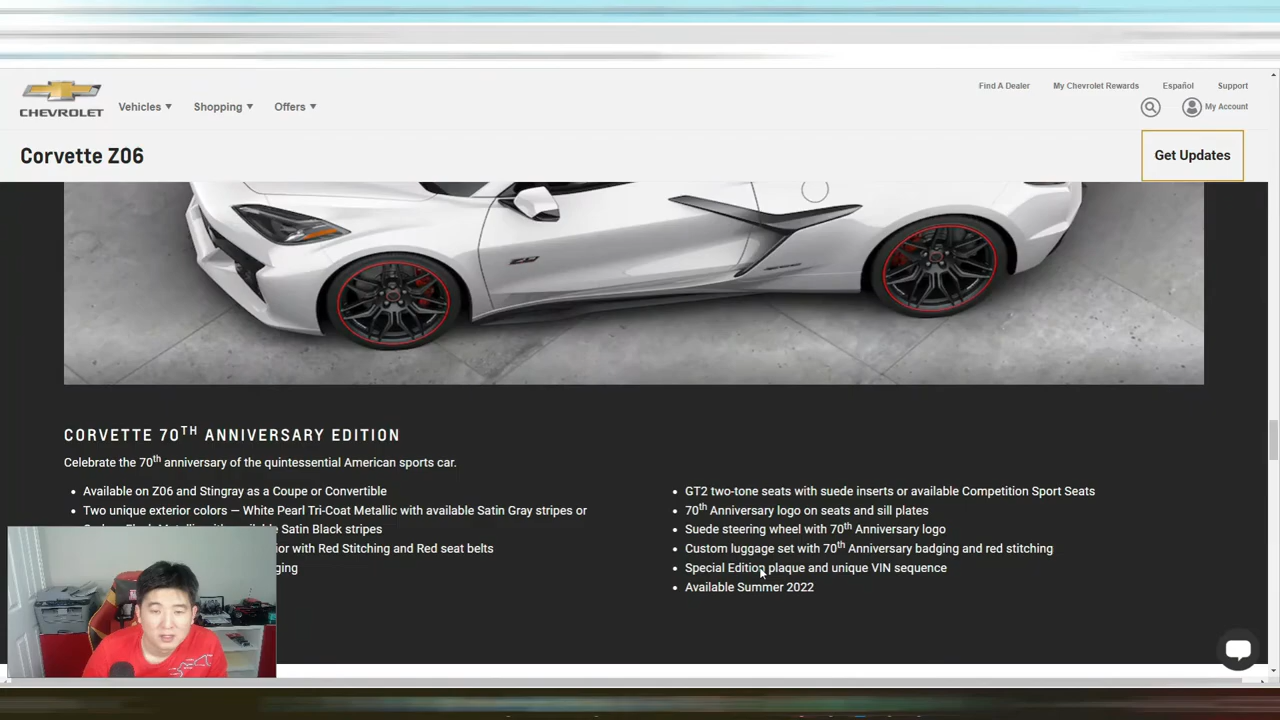 Find A Dealer
My Chevrolet Rewards
Español
Support
CHEVROLET
Vehicles
Shopping
Offers
My Account
Corvette Z06
Get Updates
CORVETTE 70TH ANNIVERSARY EDITION
Celebrate the 70th anniversary of the quintessential American sports car.
Available on Z06 and Stingray as a Coupe or Convertible
Two unique exterior colors — White Pearl Tri-Coat Metallic with available Satin Gray stripes or
Satin Black stripes
with Red Stitching and Red seat belts
GT2 two-tone seats with suede inserts or available Competition Sport Seats
70th Anniversary logo on seats and sill plates
Suede steering wheel with 70th Anniversary logo
Custom luggage set with 70th Anniversary badging and red stitching
Special Edition plaque and unique VIN sequence
Available Summer 2022